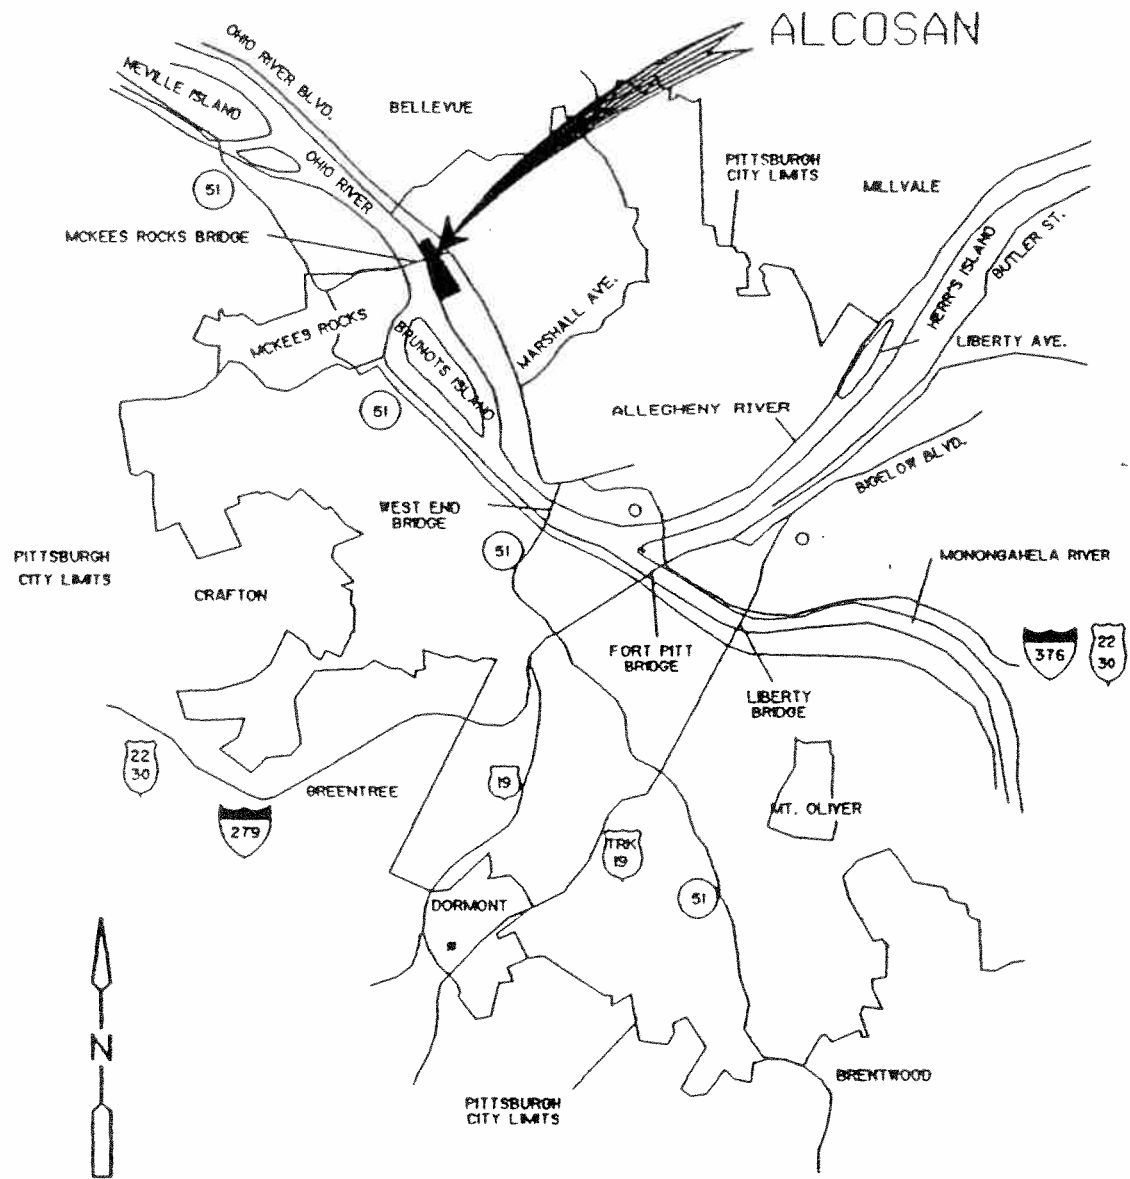 ALCOSAN
OHIO RIVER BLVD.
NEVILLE ISLAND
BELLEVUE
OHIO RIVER
PITTSBURGH
CITY LIMITS
MILLVALE
51
MCKEES ROCKS BRIDGE
BUTLER ST.
HERR'S ISLAND
MARSHALL AVE.
MCKEES ROCKS
BRUNOTS ISLAND
LIBERTY AVE.
51
ALLEGHENY RIVER
BIGELOW BLVD.
WEST END
BRIDGE
51
PITTSBURGH
CITY LIMITS
MONONGAHELA RIVER
CRAFTON
FORT PITT
BRIDGE
376
22
30
LIBERTY
BRIDGE
22
30
19
GREENTREE
MT. OLIVER
279
TRK
19
51
DORMONT
N
BRENTWOOD
PITTSBURGH
CITY LIMITS